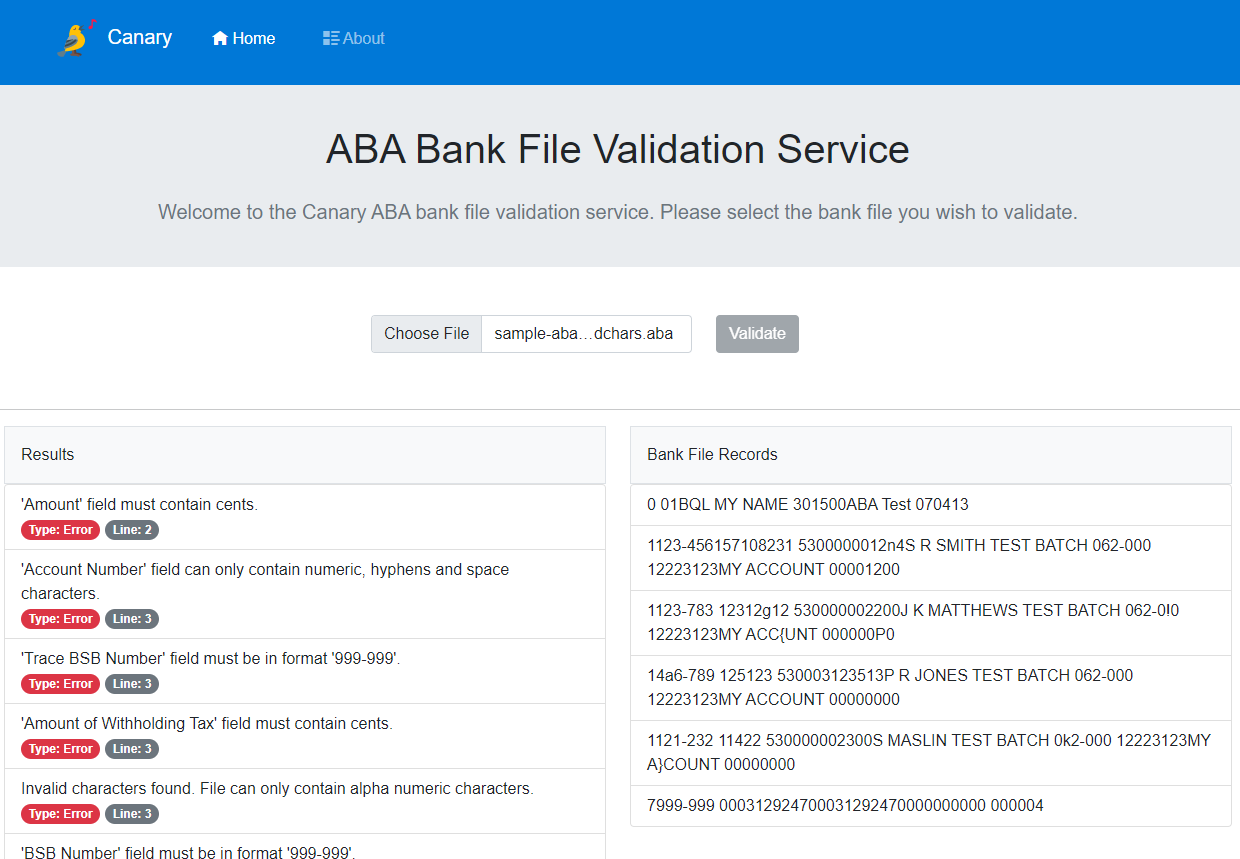 Canary
Home
About
ABA Bank File Validation Service
Welcome to the Canary ABA bank file validation service. Please select the bank file you wish to validate.
Choose File
sample-aba...dchars.aba
Validate
Results
'Amount' field must contain cents.
Type: Error Line: 2
'Account Number' field can only contain numeric, hyphens and space
characters.
Type: Error Line: 3
'Trace BSB Number' field must be in format '999-999'.
Type: Error Line: 3
'Amount of Withholding Tax' field must contain cents.
Type: Error Line: 3
Invalid characters found. File can only contain alpha numeric characters.
Type: Error Line: 3
'BSB Number' field must be in format '999-999'.
Bank File Records
0 01BQL MY NAME 301500ABA Test 070413
1123-456157108231 5300000012n4S R SMITH TEST BATCH 062-000
12223123MY ACCOUNT 00001200
1123-783 12312g12 530000002200J K MATTHEWS TEST BATCH 062-0I0
12223123MY ACC{UNT 000000P0
14a6-789 125123 530003123513P R JONES TEST BATCH 062-000
12223123MY ACCOUNT 00000000
1121-232 11422 530000002300S MASLIN TEST BATCH 0k2-000 12223123MY
A}COUNT 00000000
7999-999 000312924700031292470000000000 000004